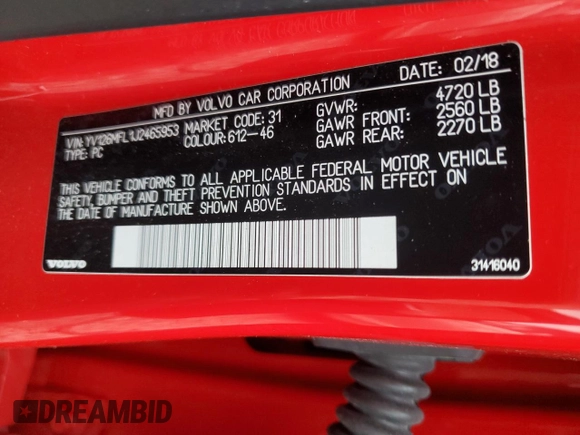 MFD BY VOLVO CAR CORPORATION DATE: 02/18
VIN: YV126MFL1J2465953 MARKET CODE: 31 GVWR: 4720 LB
TYPE: PC COLOUR: 612-46 GAWR FRONT: 2560 LB
GAWR REAR: 2270 LB
THIS VEHICLE CONFORMS TO ALL APPLICABLE FEDERAL MOTOR VEHICLE
SAFETY, BUMPER AND THEFT PREVENTION STANDARDS IN EFFECT ON
THE DATE OF MANUFACTURE SHOWN ABOVE.
VOLVO 31416040
DREAMBID